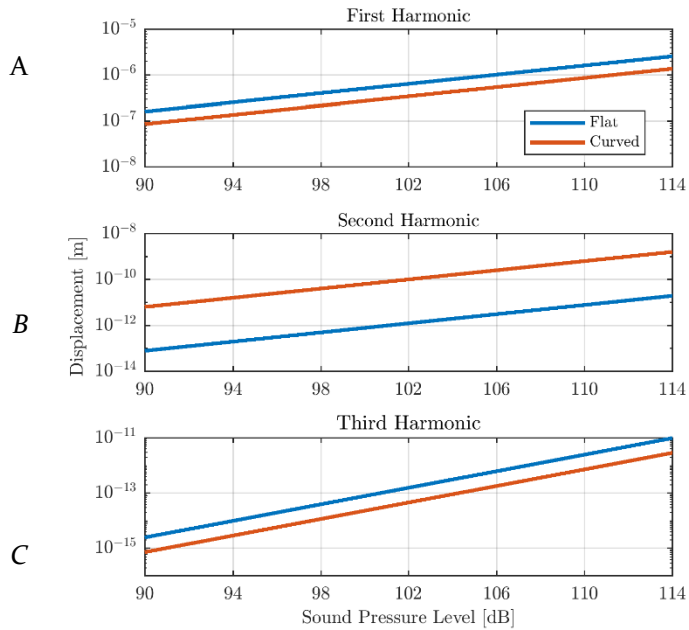 First Harmonic
A
10^{-5}
10^{-6}
10^{-7}
10^{-8}
Flat
Curved
90 94 98 102 106 110 114
Second Harmonic
B
Displacement [m]
10^{-8}
10^{-10}
10^{-12}
10^{-14}
90 94 98 102 106 110 114
Third Harmonic
C
10^{-11}
10^{-13}
10^{-15}
90 94 98 102 106 110 114
Sound Pressure Level [dB]